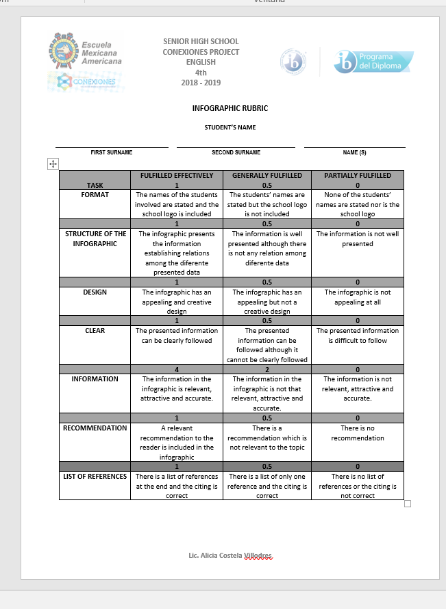 ventana
Escuela
Mexicana
Americana
CONEXIONES
SENIOR HIGH SCHOOL
CONEXIONES PROJECT
ENGLISH
4th
2018 - 2019
ib
Programa
del Diploma
INFOGRAPHIC RUBRIC
STUDENT'S NAME
FIRST SURNAME SECOND SURNAME NAME (S)
FULFILLED EFFECTIVELY GENERALLY FULFILLED PARTIALLY FULFILLED
TASK 1 0.5 0
FORMAT The names of the students The students' names are None of the students'
involved are stated and the stated but the school logo names are stated nor is the
school logo is included is not included school logo
1 0.5 0
STRUCTURE OF THE The infographic presents The information is well The information is not well
INFOGRAPHIC the information presented although there presented
establishing relations is not any relation among
among the diferente diferente data
presented data
1 0.5 0
DESIGN The infographic has an The infographic has an The infographic is not
appealing and creative appealing but not a appealing at all
design creative design
1 0.5 0
CLEAR The presented information The presented The presented information
can be clearly followed information can be is difficult to follow
followed although it
cannot be clearly followed
4 2 0
INFORMATION The information in the The information in the The information is not
infographic is relevant, infographic is not that relevant, attractive and
attractive and accurate. relevant, attractive and accurate.
accurate.
1 0.5 0
RECOMMENDATION A relevant There is a There is no
recommendation to the recommendation which is recommendation
reader is included in the not relevant to the topic
infographic
1 0.5 0
LIST OF REFERENCES There is a list of references There is a list of only one There is no list of
at the end and the citing is reference and the citing is references or the citing is
correct correct not correct
Lic. Alicia Costela Villodres